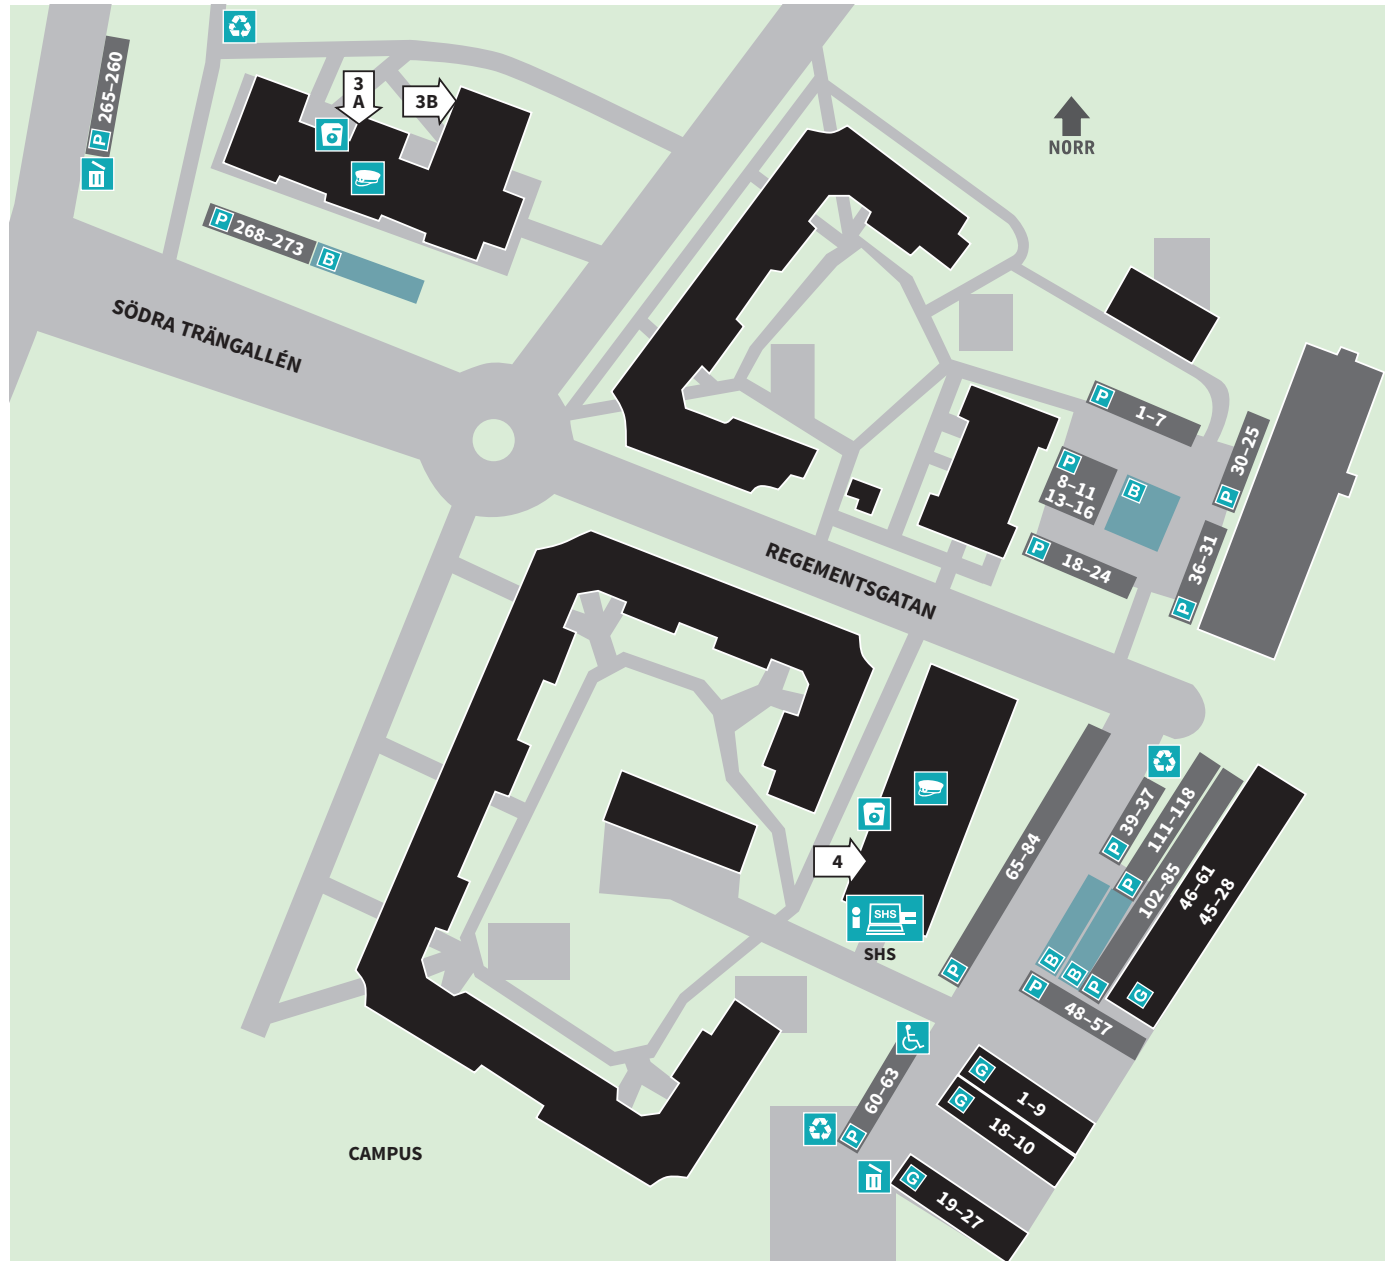 265–260
P
3
A
3B
P 268–273 B
NORR
SÖDRA TRÄNGALLÉN
P 1–7
30–25
P
P
8–11
13–16
B
P 18–24
36–31
P
REGEMENTSGATAN
65–84
P
39–37
P
111–118
P
102–85
P
46–61
45–28
G
B
B
4
SHS
SHS
P 48–57
60–63
P
G 1–9
G 18–10
G 19–27
CAMPUS